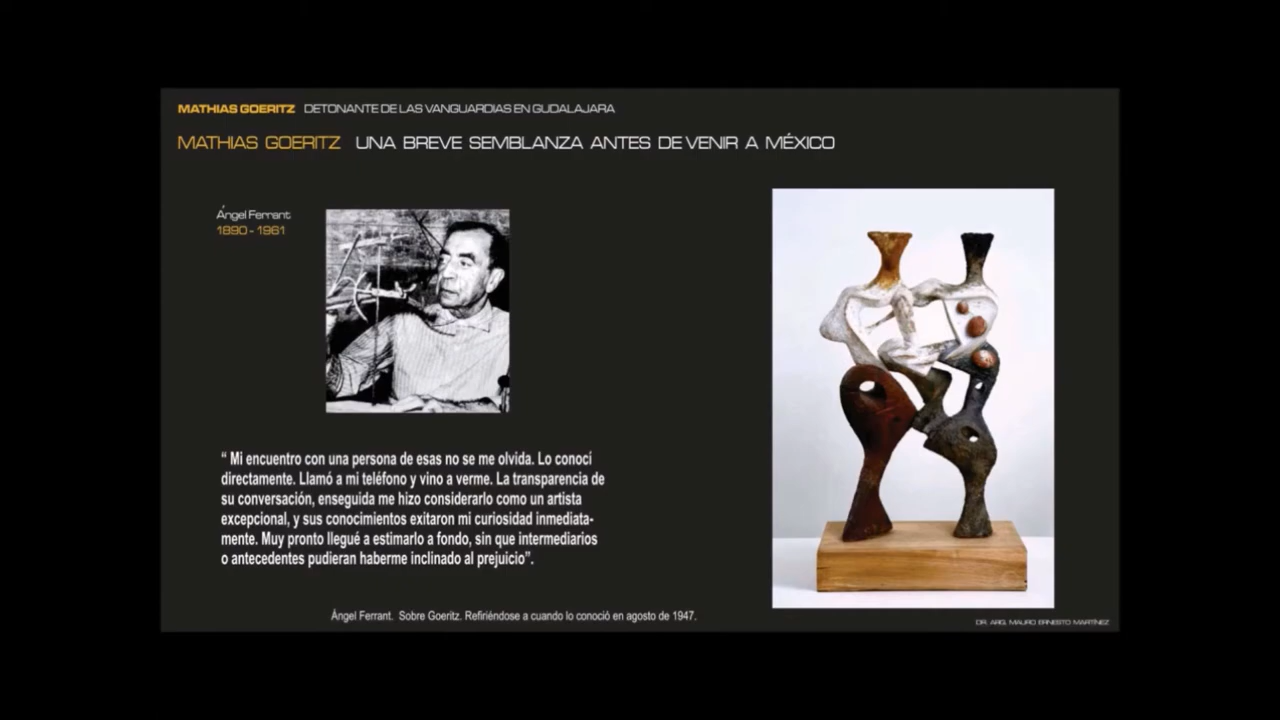 MATHIAS GOERITZ DETONANTE DE LAS VANGUARDIAS EN GUDALAJARA
MATHIAS GOERITZ UNA BREVE SEMBLANZA ANTES DE VENIR A MÉXICO
Ángel Ferrant
1890 - 1961
“ Mi encuentro con una persona de esas no se me olvida. Lo conocí
directamente. Llamó a mi teléfono y vino a verme. La transparencia de
su conversación, enseguida me hizo considerarlo como un artista
excepcional, y sus conocimientos exitaron mi curiosidad inmediata-
mente. Muy pronto llegué a estimarlo a fondo, sin que intermediarios
o antecedentes pudieran haberme inclinado al prejuicio”.
Ángel Ferrant. Sobre Goeritz. Refiriéndose a cuando lo conoció en agosto de 1947.
DR. ARQ. MAURO ERNESTO MARTÍNEZ